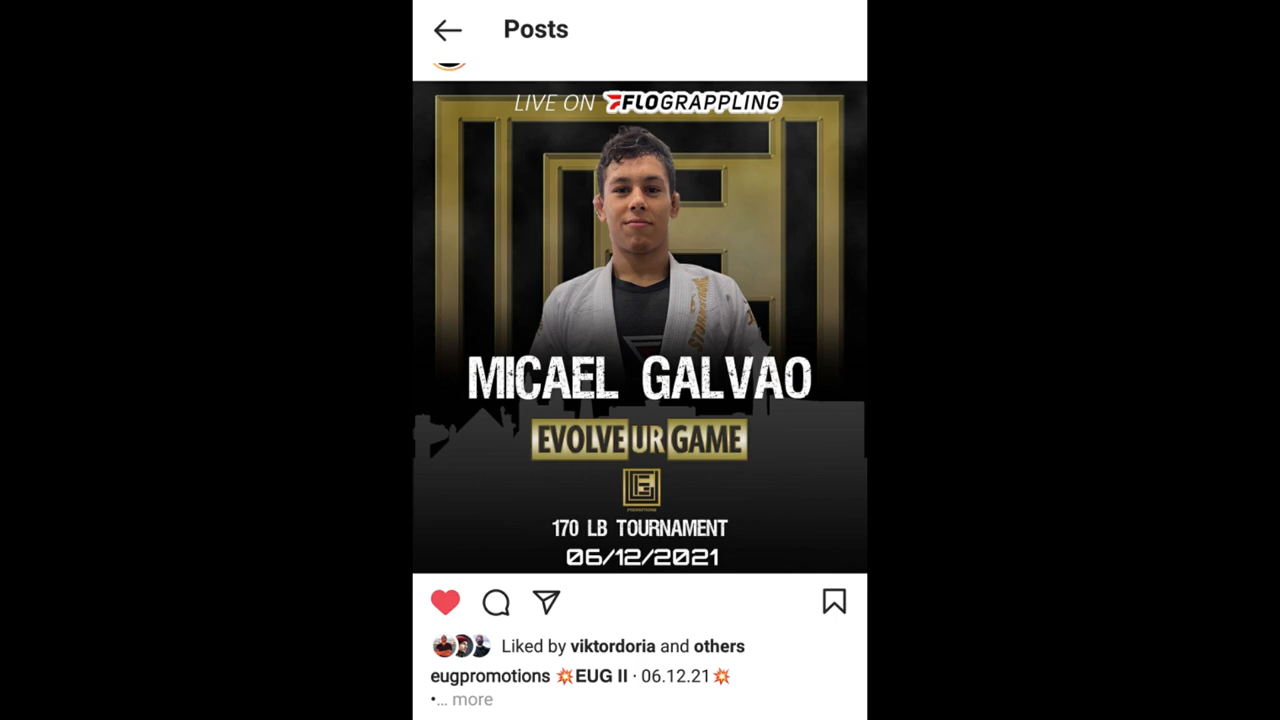 Posts
LIVE ON FLOGRAPPLING
MICAEL GALVAO
EVOLVE UR GAME
170 LB TOURNAMENT
06/12/2021
Liked by viktordoria and others
eugpromotions 💥EUG II · 06.12.21💥
•... more